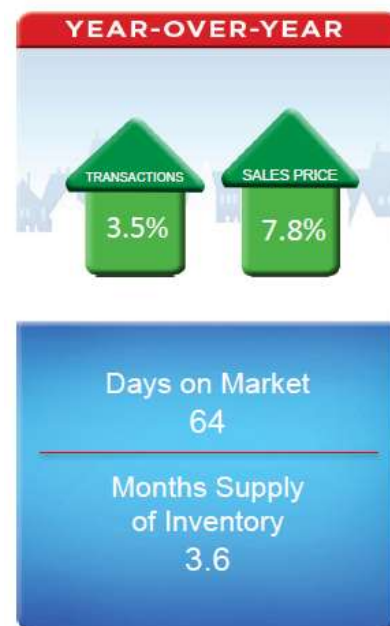 YEAR-OVER-YEAR
TRANSACTIONS
3.5%
SALES PRICE
7.8%
Days on Market
64
Months Supply
of Inventory
3.6